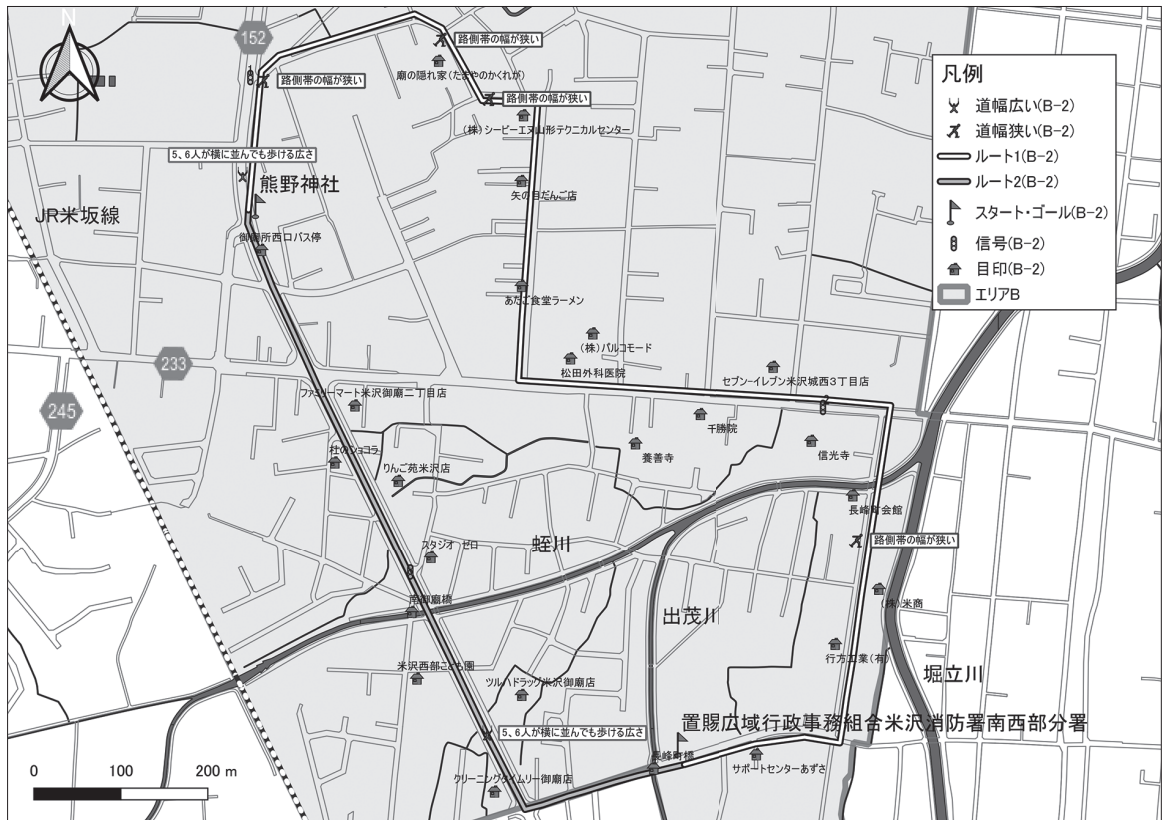 N
152
路側帯の幅が狭い
廟の隠れ家(たまやのかくれが)
1
路側帯の幅が狭い
路側帯の幅が狭い
(株)シーピーエヌ山形テクニカルセンター
5、6人が横に並んでも歩ける広さ
熊野神社
矢の目だんご店
JR米坂線
御廟所西口バス停
あたご食堂ラーメン
(株)パルコモード
松田外科医院
233
セブン-イレブン米沢城西3丁目店
ファミリーマート米沢御廟二丁目店
245
2
千勝院
杜のショコラ
信光寺
養善寺
りんご苑米沢店
長峰町会館
スタジオ ゼロ
蛭川
路側帯の幅が狭い
南御廟橋
(株)米商
出茂川
行方工業(有)
米沢西部こども園
堀立川
ツルハドラッグ米沢御廟店
置賜広域行政事務組合米沢消防署南西部分署
5、6人が横に並んでも歩ける広さ
長峰町橋
サポートセンターあずさ
クリーニングタイムリー御廟店
0 100 200 m
凡例
道幅広い(B-2)
道幅狭い(B-2)
ルート1(B-2)
ルート2(B-2)
スタート・ゴール(B-2)
信号(B-2)
目印(B-2)
エリアB